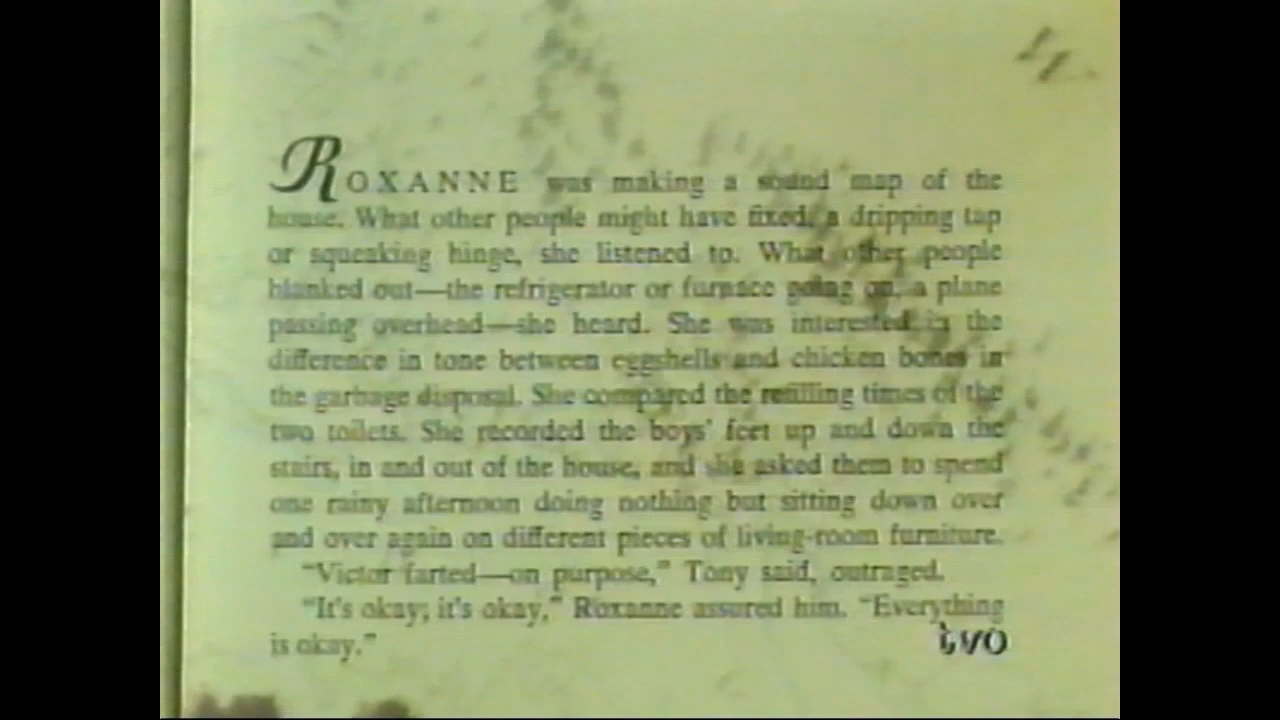 ROXANNE was making a sound map of the
house. What other people might have fixed, a dripping tap
or squeaking hinge, she listened to. What other people
blanked out—the refrigerator or furnace going on, a plane
passing overhead—she heard. She was interested in the
difference in tone between eggshells and chicken bones in
the garbage disposal. She compared the refilling times of the
two toilets. She recorded the boys' feet up and down the
stairs, in and out of the house, and she asked them to spend
one rainy afternoon doing nothing but sitting down over
and over again on different pieces of living-room furniture.
"Victor farted—on purpose," Tony said, outraged.
"It's okay; it's okay," Roxanne assured him. "Everything
is okay."
tvo